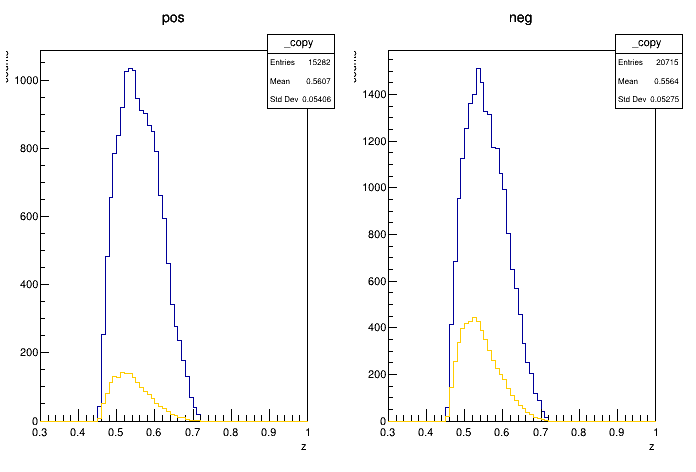 pos
_copy
Entries 15282
Mean 0.5607
Std Dev 0.05406
1000
800
600
400
200
0
0.3 0.4 0.5 0.6 0.7 0.8 0.9 1
z
neg
_copy
Entries 20715
Mean 0.5564
Std Dev 0.05275
1400
1200
1000
800
600
400
200
0
0.3 0.4 0.5 0.6 0.7 0.8 0.9 1
z